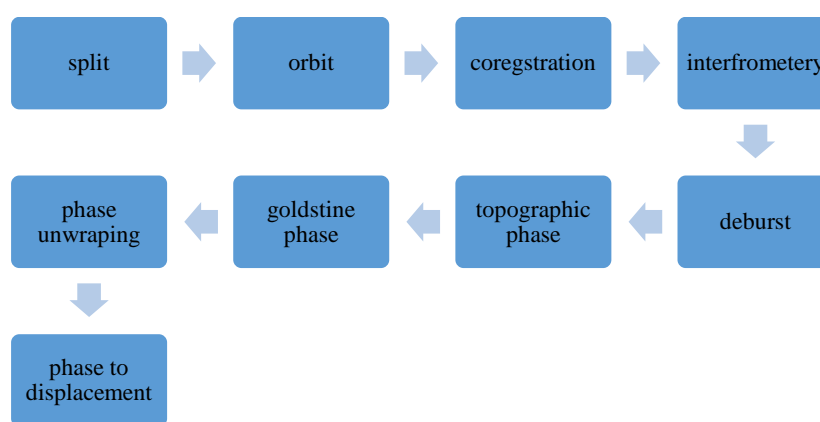 split
orbit
coregstration
interfrometery
deburst
topographic
phase
goldstine
phase
phase
unwraping
phase to
displacement